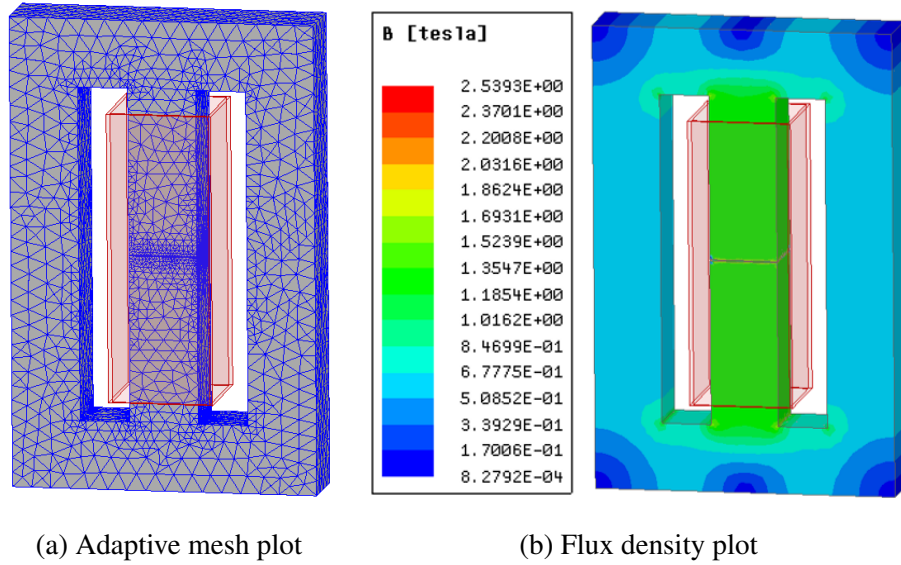 B [tesla]
2.5393E+00
2.3701E+00
2.2008E+00
2.0316E+00
1.8624E+00
1.6931E+00
1.5239E+00
1.3547E+00
1.1854E+00
1.0162E+00
8.4699E-01
6.7775E-01
5.0852E-01
3.3929E-01
1.7006E-01
8.2792E-04
(a) Adaptive mesh plot
(b) Flux density plot